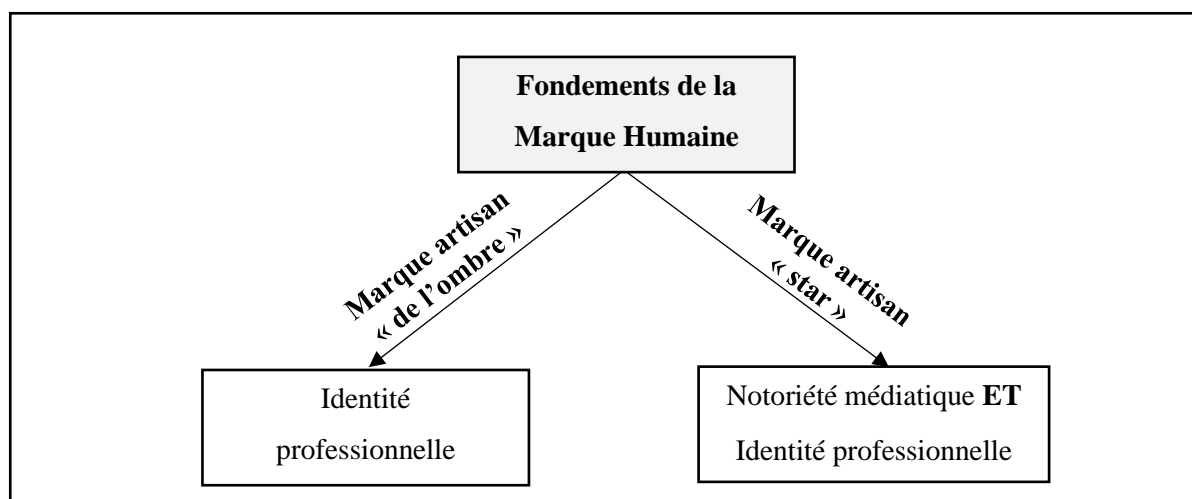 Fondements de la
Marque Humaine
Marque artisan
« de l’ombre »
Marque artisan
« star »
Identité
professionnelle
Notoriété médiatique ET
Identité professionnelle